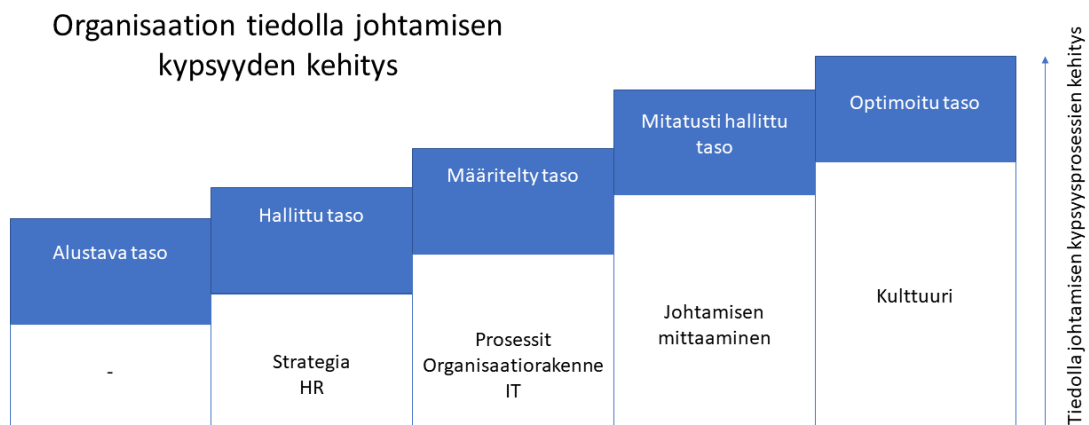 Organisaation tiedolla johtamisen
kypsyyden kehitys
Alustava taso
-
Hallittu taso
Strategia
HR
Määritelty taso
Prosessit
Organisaatiorakenne
IT
Mitatusti hallittu
taso
Johtamisen
mittaaminen
Optimoitu taso
Kulttuuri
Tiedolla johtamisen kypsyysprosessien kehitys